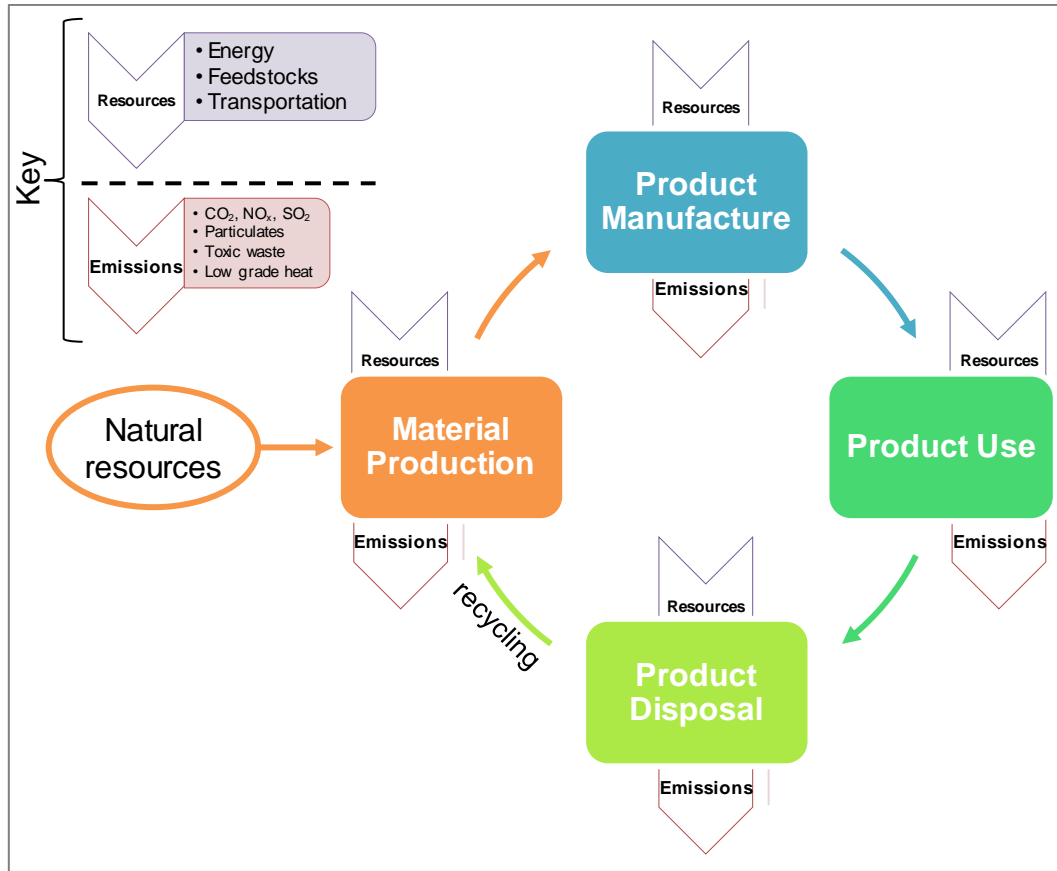 Key
Resources
• Energy
• Feedstocks
• Transportation
Emissions
• CO₂, NOₓ, SO₂
• Particulates
• Toxic waste
• Low grade heat
Resources
Product
Manufacture
Emissions
Natural
resources
Resources
Material
Production
Emissions
Resources
Product Use
Emissions
recycling
Resources
Product
Disposal
Emissions